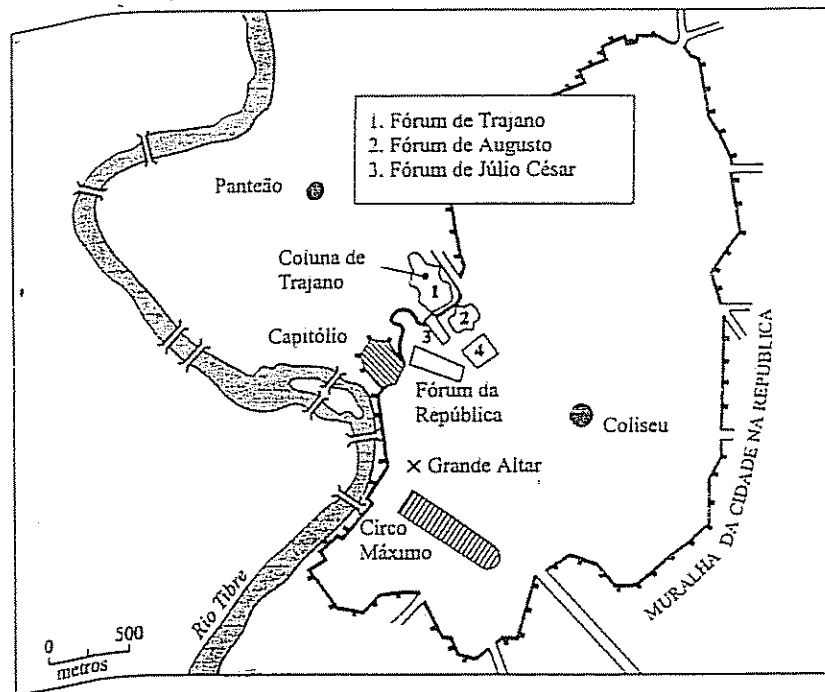 1. Fórum de Trajano
2. Fórum de Augusto
3. Fórum de Júlio César
Panteão
Coluna de
Trajano
1
2
3
4
Capitólio
Fórum da
República
Coliseu
Grande Altar
Circo
Máximo
MURALHA DA CIDADE NA REPUBLICA
Rio Tibre
0 500
metros